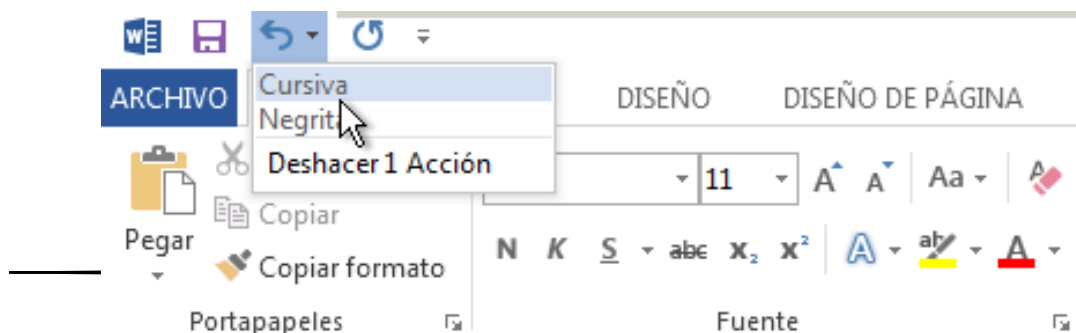 Cursiva
ARCHIVO DISEÑO DISEÑO DE PÁGINA
Deshacer 1 Acción
11 Aa
Copiar
Pegar N K S abc X₂ X² A ab A
Copiar formato
Portapapeles Fuente